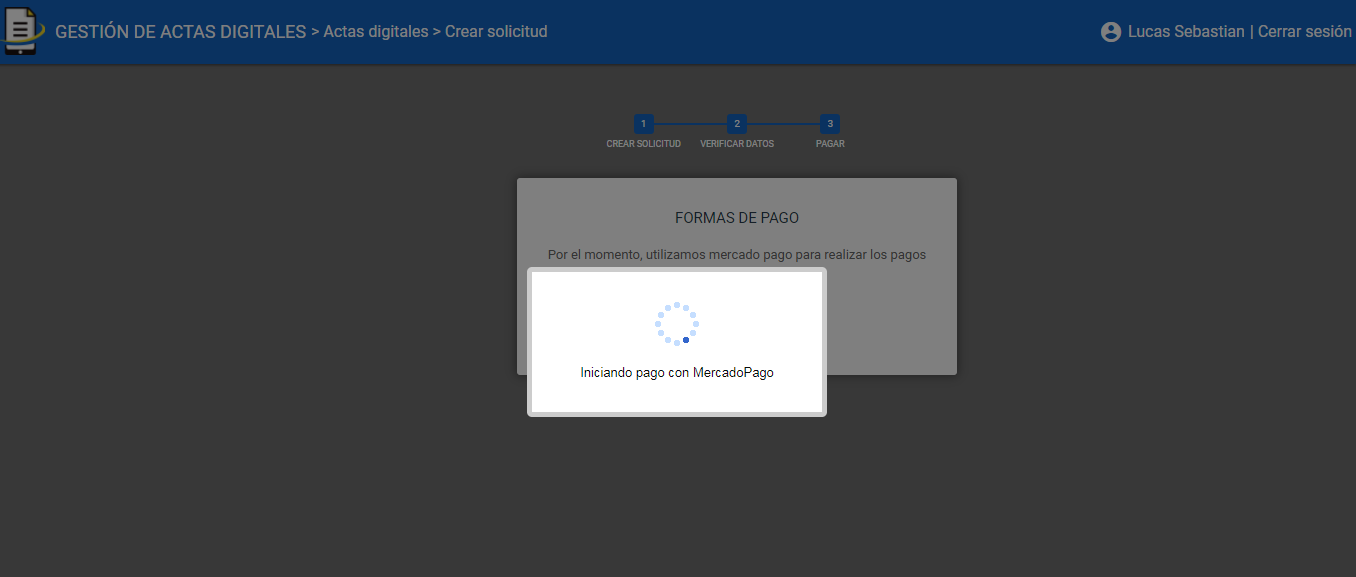 GESTIÓN DE ACTAS DIGITALES > Actas digitales > Crear solicitud
Lucas Sebastian | Cerrar sesión
1 2 3
CREAR SOLICITUD VERIFICAR DATOS PAGAR
FORMAS DE PAGO
Por el momento, utilizamos mercado pago para realizar los pagos
Iniciando pago con MercadoPago